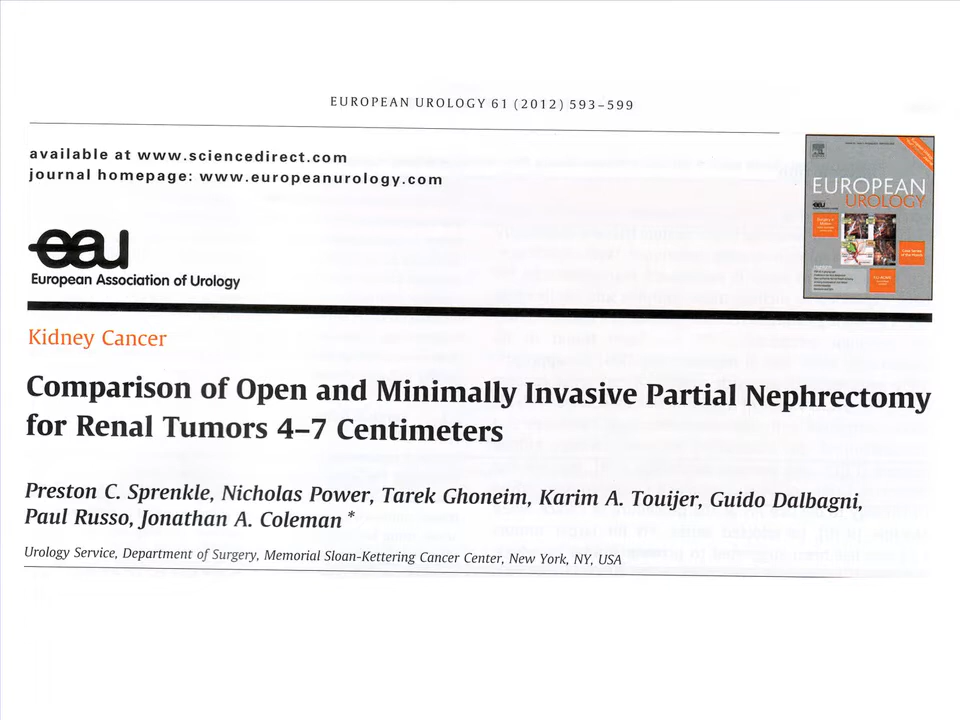 EUROPEAN UROLOGY 61 (2012) 593–599
available at www.sciencedirect.com
journal homepage: www.europeanurology.com
EUROPEAN
UROLOGY
eau
European Association of Urology
Kidney Cancer
Comparison of Open and Minimally Invasive Partial Nephrectomy
for Renal Tumors 4–7 Centimeters
Preston C. Sprenkle, Nicholas Power, Tarek Ghoneim, Karim A. Touijer, Guido Dalbagni,
Paul Russo, Jonathan A. Coleman *
Urology Service, Department of Surgery, Memorial Sloan-Kettering Cancer Center, New York, NY, USA